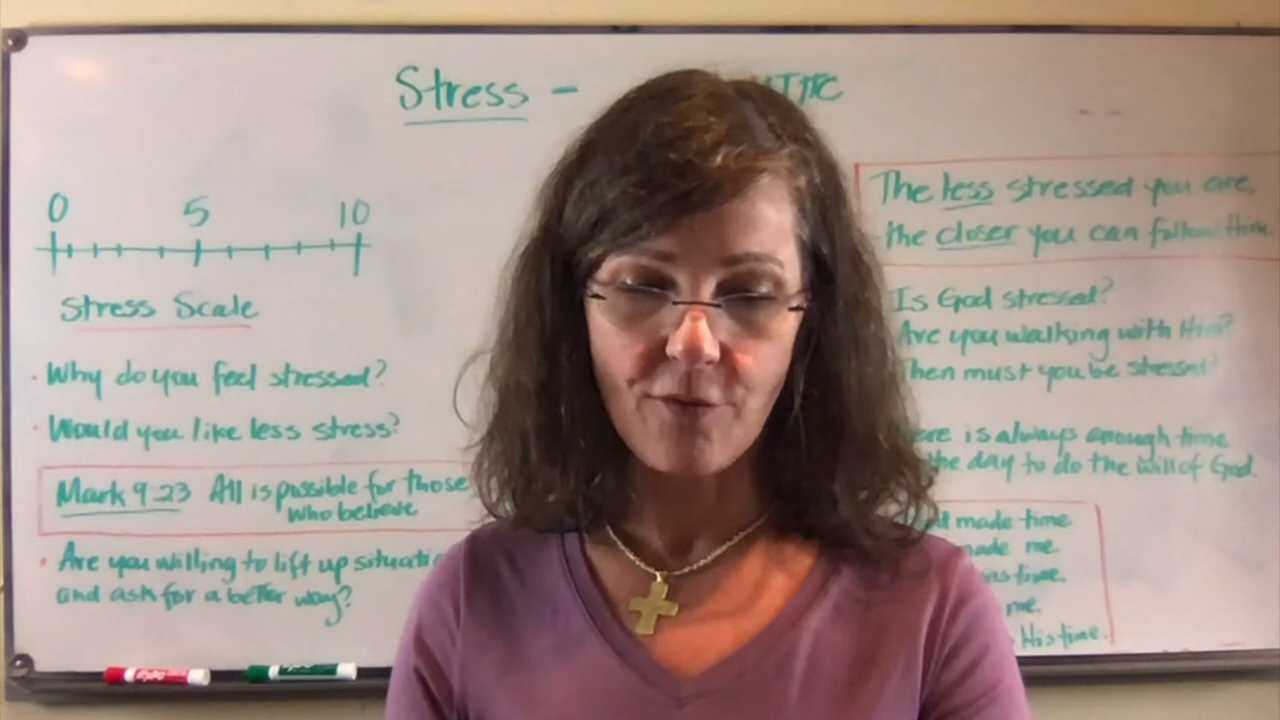 Stress -
0 5 10
Stress Scale
Why do you feel stressed?
Would you like less stress?
Mark 9:23 All is possible for those
who believe
Are you willing to lift up
and ask for a better way?
The less stressed you are,
the closer you can follow Him.
Is God stressed?
Are you walking with Him?
must you be stressed?
is always enough time
the day to do the will of God.
made time
me
time.
me.
His time.
expo